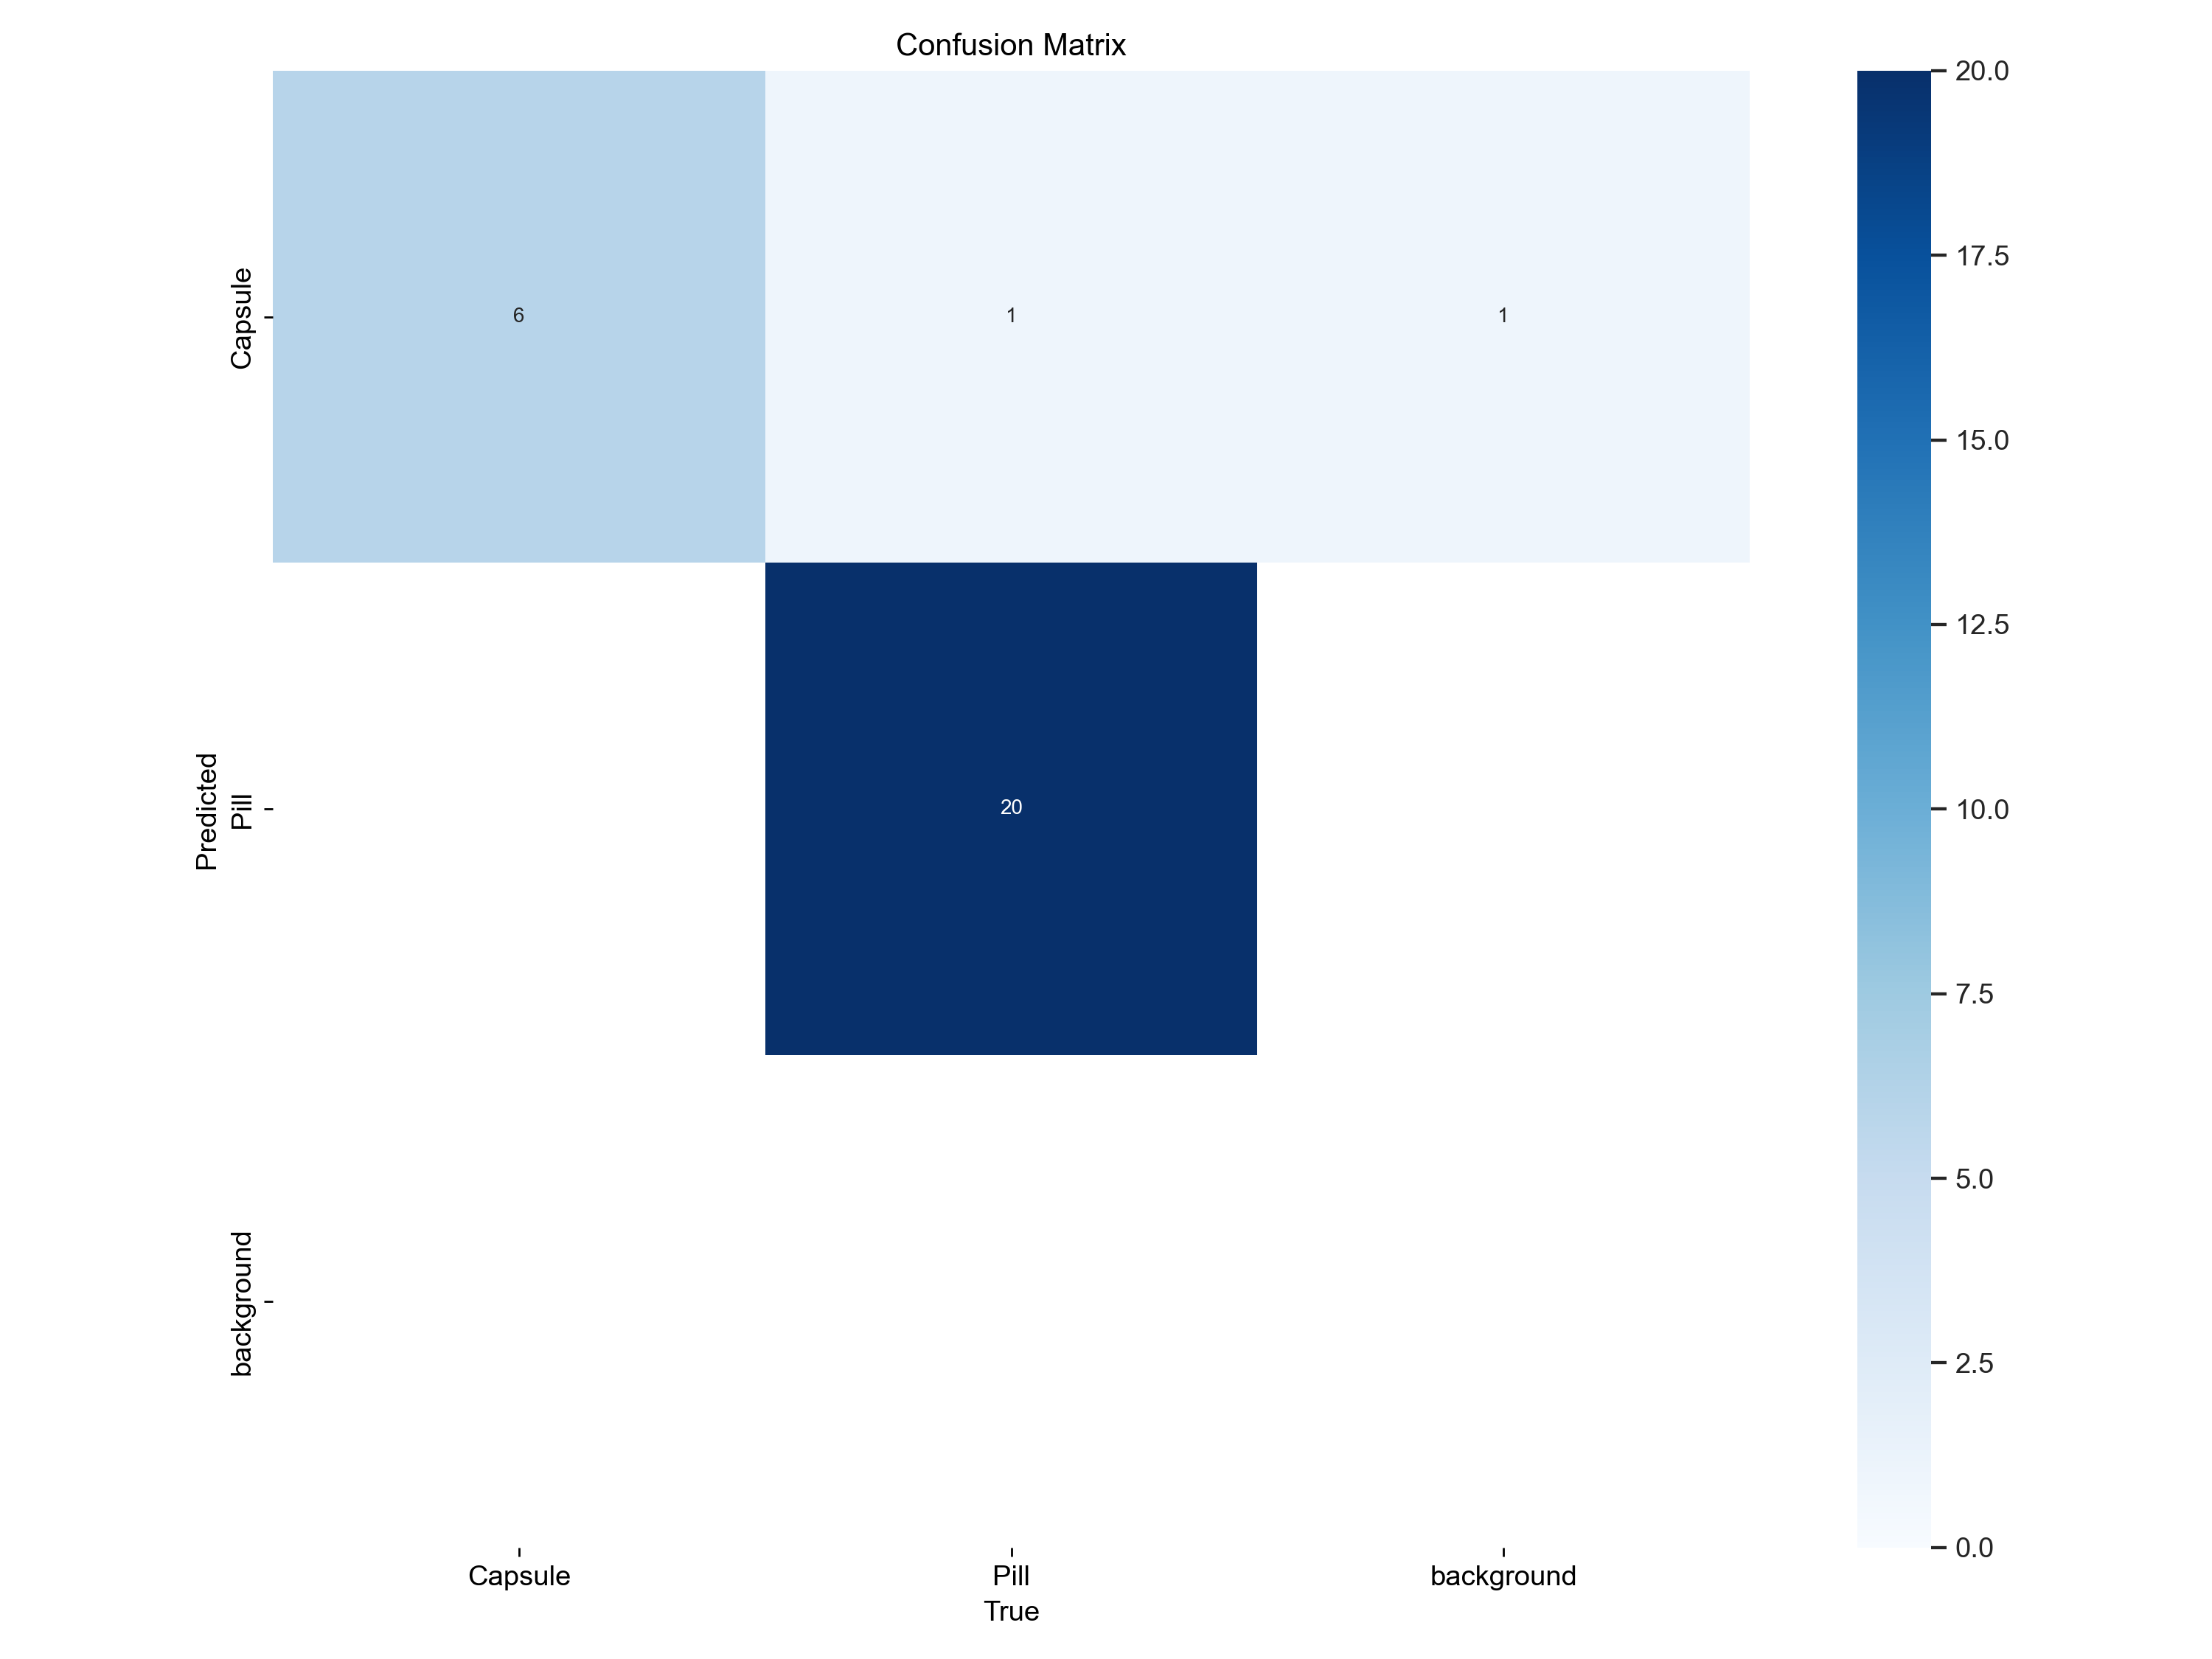 Confusion Matrix
Predicted
Capsule
Pill
background
6
1
1
20
Capsule
Pill
background
True
20.0
17.5
15.0
12.5
10.0
7.5
5.0
2.5
0.0